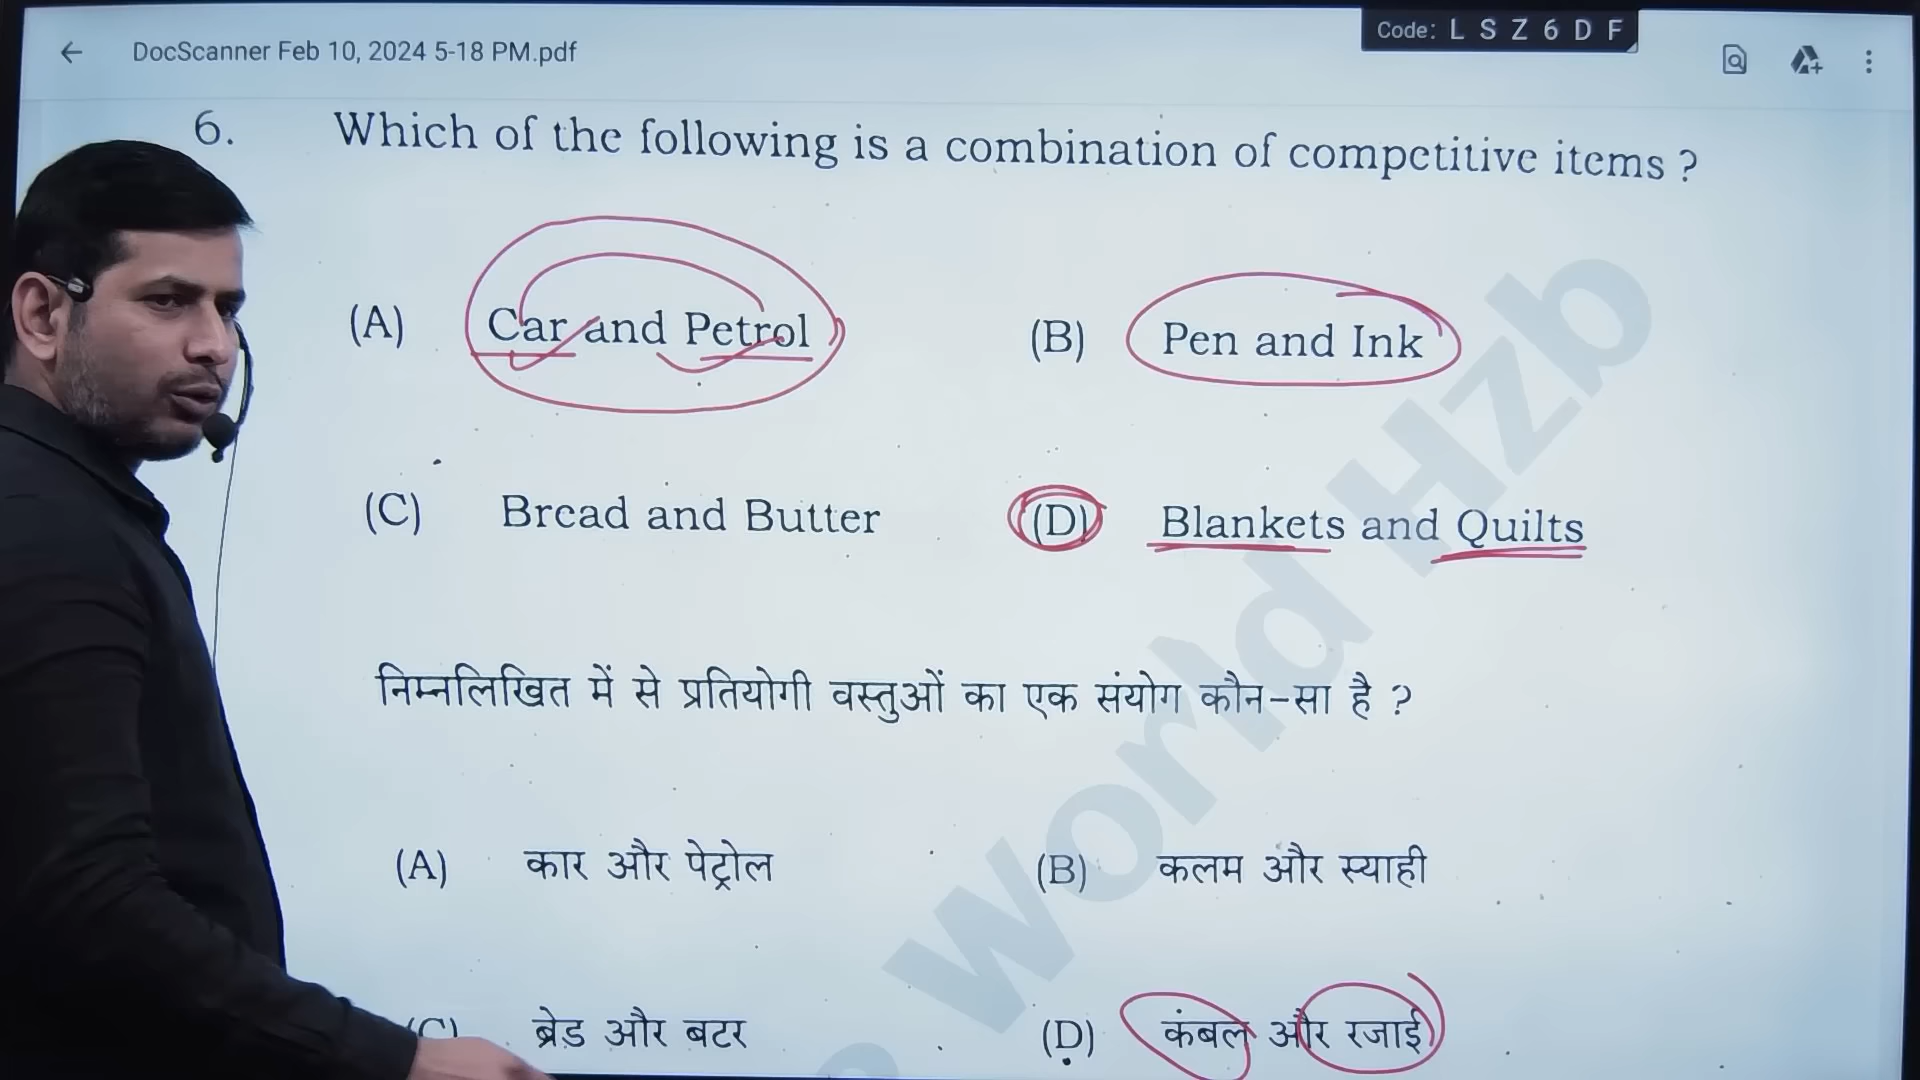 Code: L S Z 6 D F
DocScanner Feb 10, 2024 5-18 PM.pdf
6. Which of the following is a combination of competitive items ?
(A) Car and Petrol (B) Pen and Ink
(C) Bread and Butter (D) Blankets and Quilts
निम्नलिखित में से प्रतियोगी वस्तुओं का एक संयोग कौन-सा है ?
(A) कार और पेट्रोल (B) कलम और स्याही
(C) ब्रेड और बटर (D) कंबल और रजाई
World Hzb